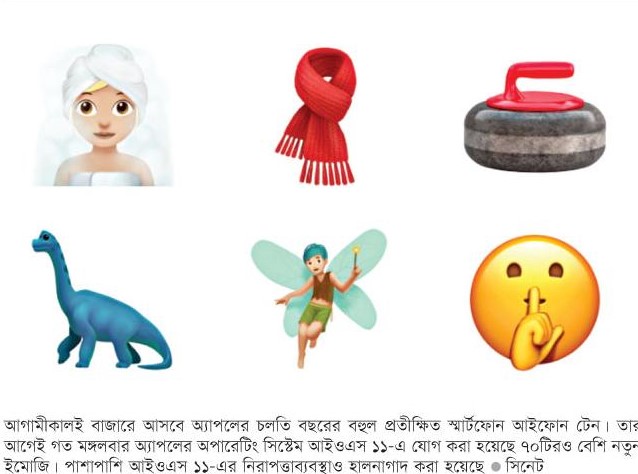 আগামীকালই বাজারে আসবে অ্যাপলের চলতি বছরের বহুল প্রতীক্ষিত স্মার্টফোন আইফোন টেন। তার
আগেই গত মঙ্গলবার অ্যাপলের অপারেটিং সিস্টেম আইওএস ১১-এ যোগ করা হয়েছে ৭০টিরও বেশি নতুন
ইমোজি। পাশাপাশি আইওএস ১১-এর নিরাপত্তাব্যবস্থাও হালনাগাদ করা হয়েছে ● সিনেট